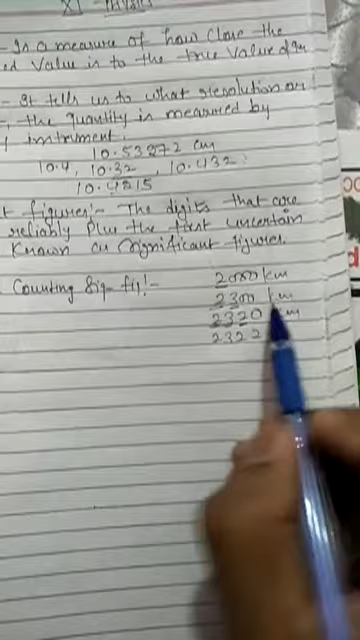 XI - Physics
- Is a measure of how close the
ed value is to the true value of qu
- It tells us to what resolution or
, the quantity is measured by
instrument.
10.53272 cm
10.4, 10.32, 10.432
10.4215
t figures:- The digits that are
reliably plus the first uncertain
known as significant figures.
Counting Sig- fig!-
2000 km
2300 km
2320 km
2322